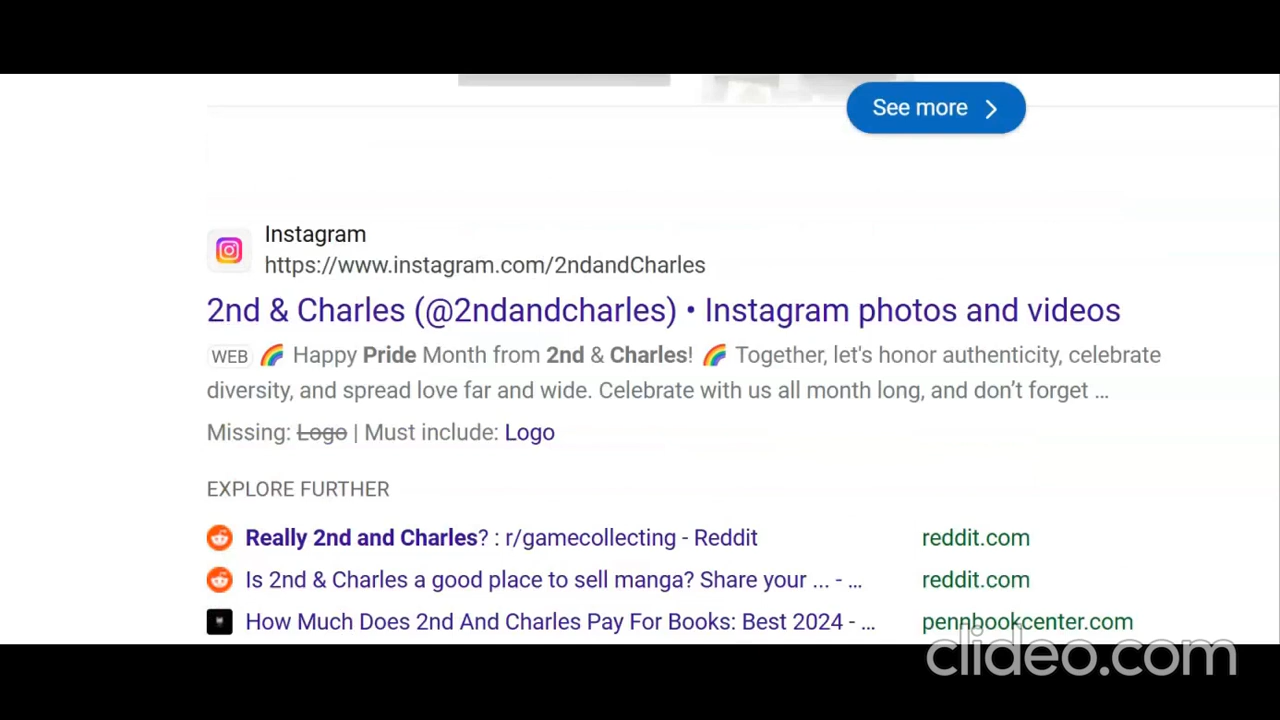 See more
Instagram
https://www.instagram.com/2ndandCharles
2nd & Charles (@2ndandcharles) • Instagram photos and videos
WEB 🌈 Happy Pride Month from 2nd & Charles! 🌈 Together, let's honor authenticity, celebrate
diversity, and spread love far and wide. Celebrate with us all month long, and don’t forget ...
Missing: Logo | Must include: Logo
EXPLORE FURTHER
Really 2nd and Charles? : r/gamecollecting - Reddit reddit.com
Is 2nd & Charles a good place to sell manga? Share your ... - ... reddit.com
How Much Does 2nd And Charles Pay For Books: Best 2024 - ... pennbookcenter.com
clideo.com